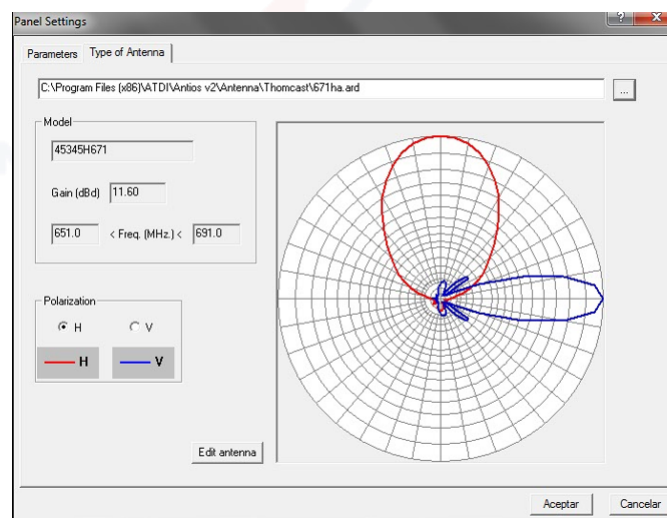 Panel Settings
Parameters
Type of Antenna
C:\Program Files (x86)\ATDI\Antios v2\Antenna\Thomcast\671ha.ard
...
Model
45345H671
Gain (dBd)
11.60
651.0
< Freq. (MHz.) <
691.0
Polarization
H
V
H
V
Edit antenna
Aceptar
Cancelar